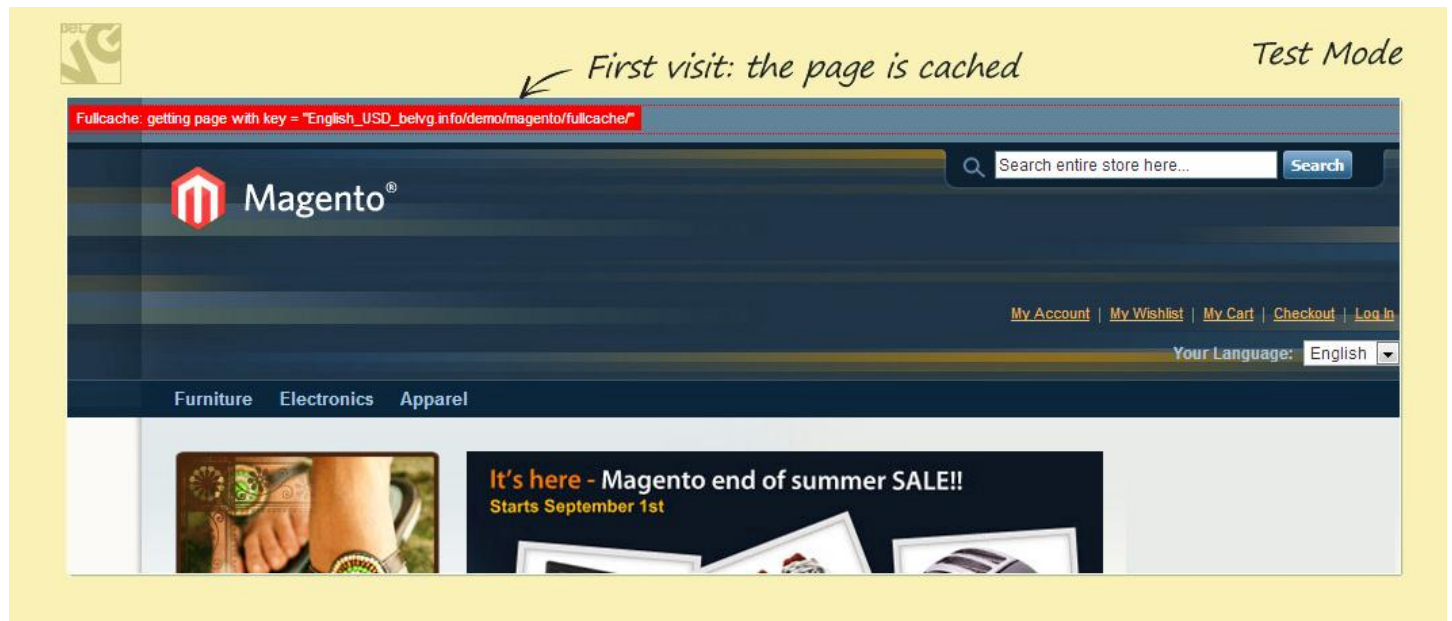 BelVG
First visit: the page is cached
Test Mode
Fullcache: getting page with key = "English_USD_belvg.info/demo/magento/fullcache/"
Search entire store here...
Search
Magento®
My Account | My Wishlist | My Cart | Checkout | Log In
Your Language: English
Furniture Electronics Apparel
It's here - Magento end of summer SALE!!
Starts September 1st